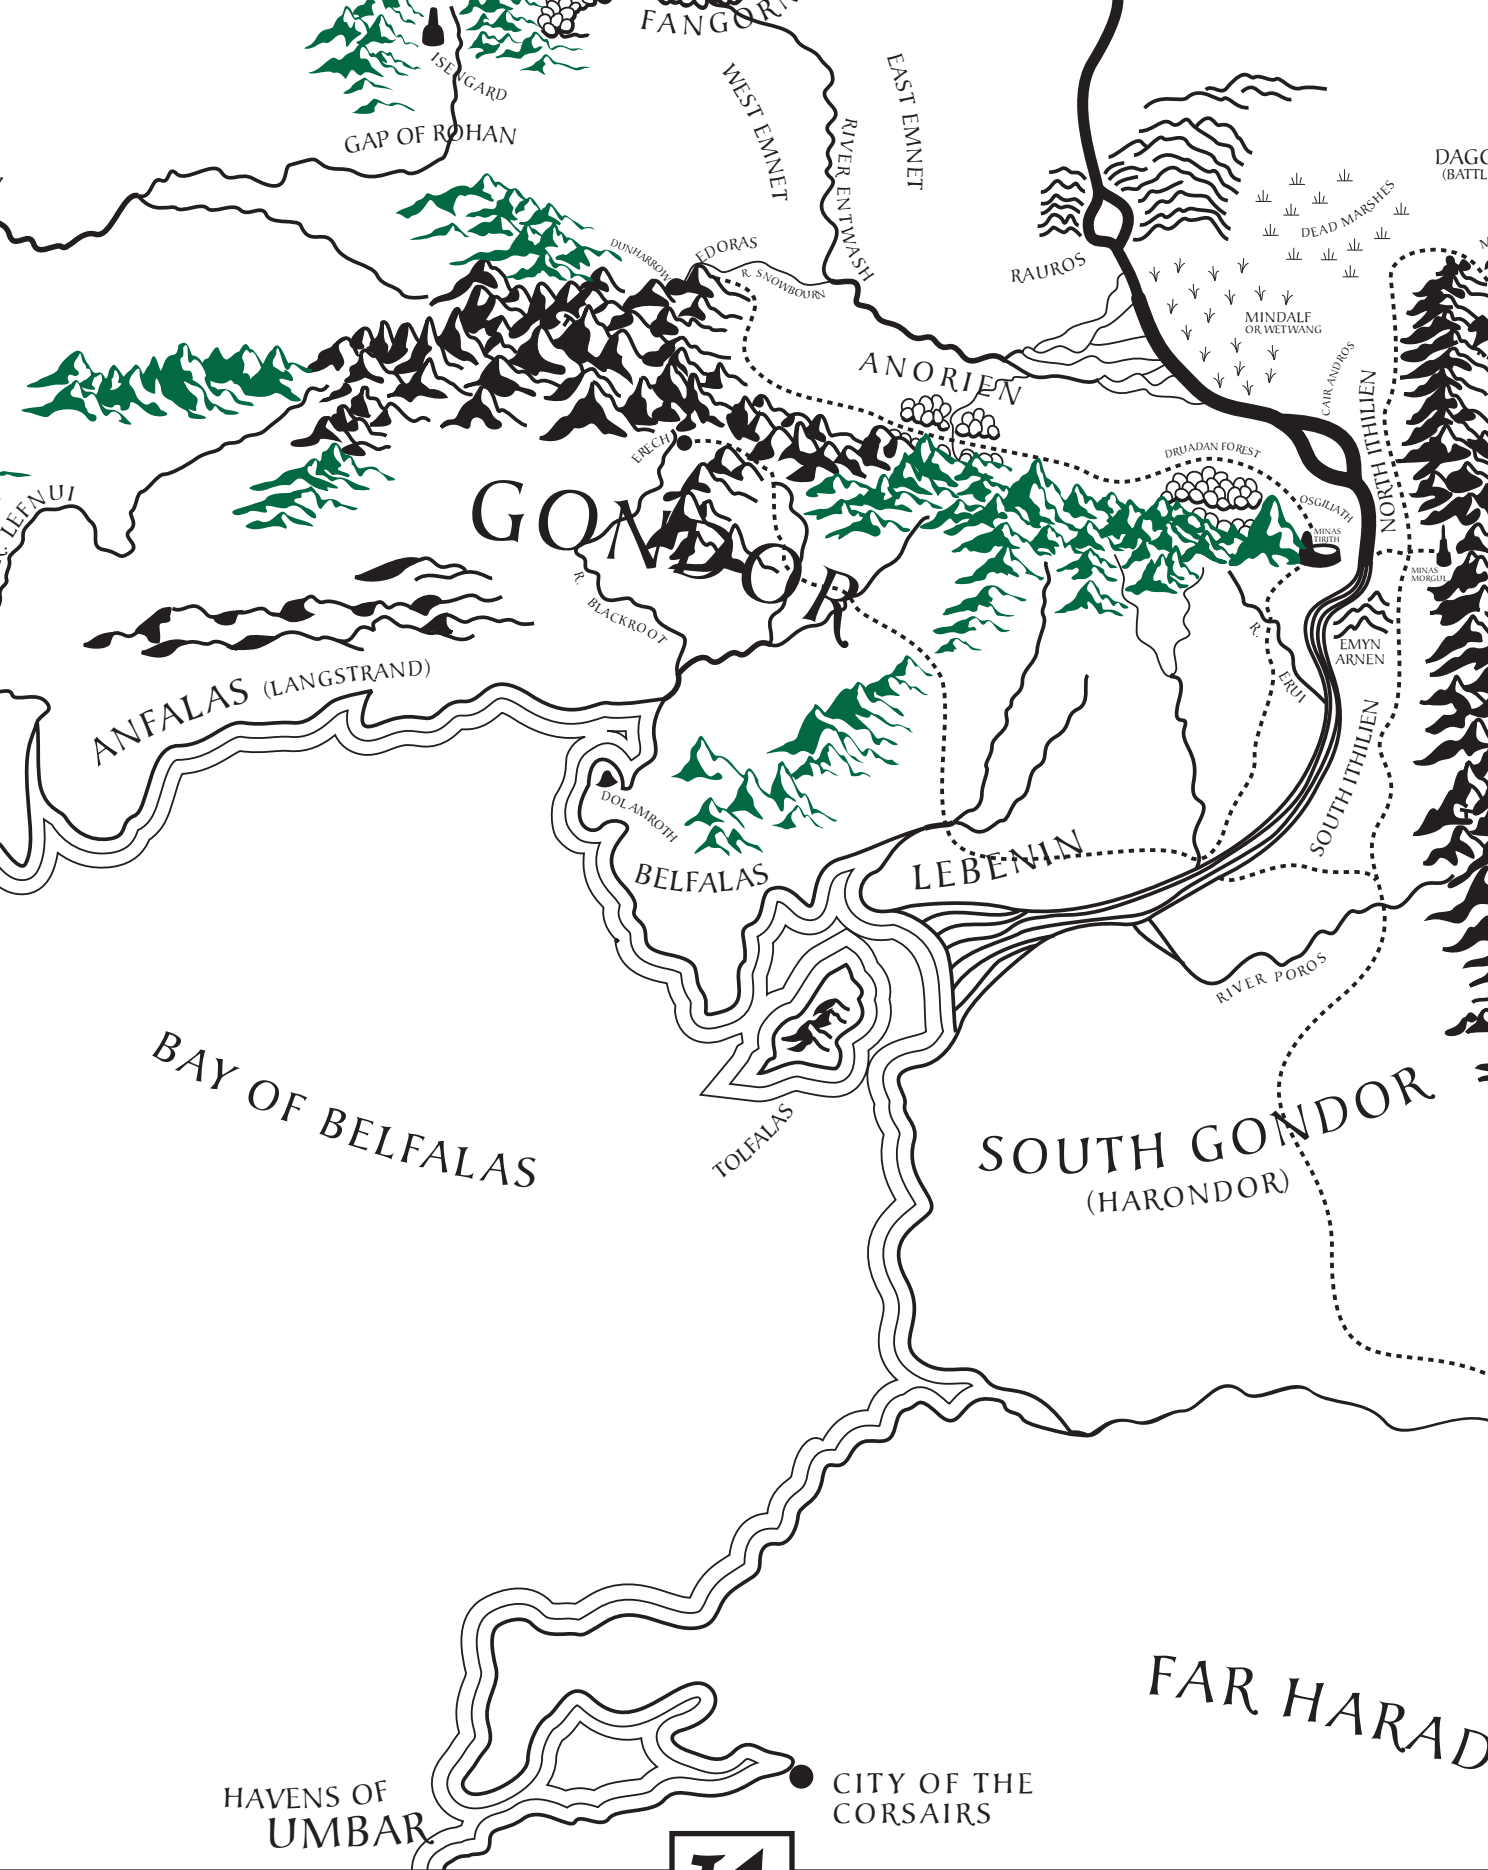 FANGORN
ISENGARD
GAP OF ROHAN
WEST EMNET
EAST EMNET
RIVER ENTWASH
DEAD MARSHES
RAUROS
MINDALF
OR WETWANG
DUNHARROW
EDORAS
R. SNOWBOURN
ANORIEN
CAIR ANDROS
NORTH ITHILIEN
ERECH
DRUADAN FOREST
OSGILIATH
MINAS
TIRITH
MINAS
MORGUL
LEFNUI
GONDOR
R. BLACKROOT
R. ERUI
EMYN
ARNEN
ANFALAS (LANGSTRAND)
SOUTH ITHILIEN
DOL AMROTH
BELFALAS
LEBENIN
RIVER POROS
BAY OF BELFALAS
TOLFALAS
SOUTH GONDOR
(HARONDOR)
FAR HARAD
HAVENS OF
UMBAR
CITY OF THE
CORSAIRS